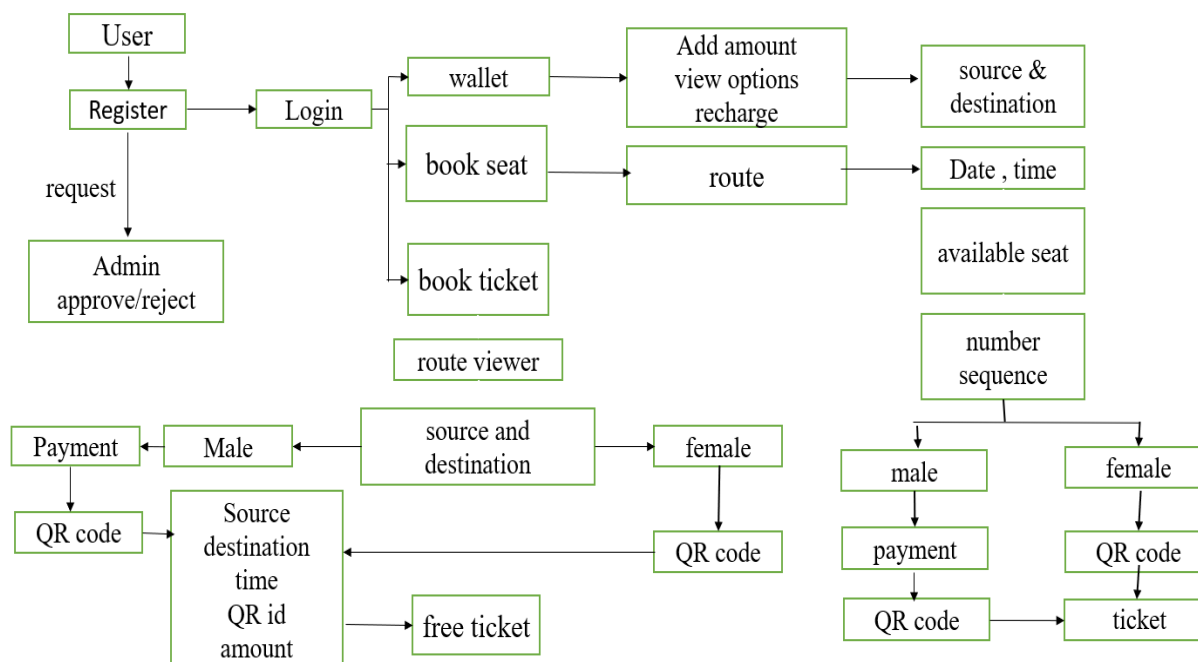 User
Register
request
Admin
approve/reject
Login
wallet
book seat
book ticket
route viewer
Add amount
view options
recharge
route
source &
destination
Date , time
available seat
number
sequence
male
payment
QR code
female
QR code
ticket
source and
destination
Male
Payment
QR code
female
QR code
Source
destination
time
QR id
amount
free ticket